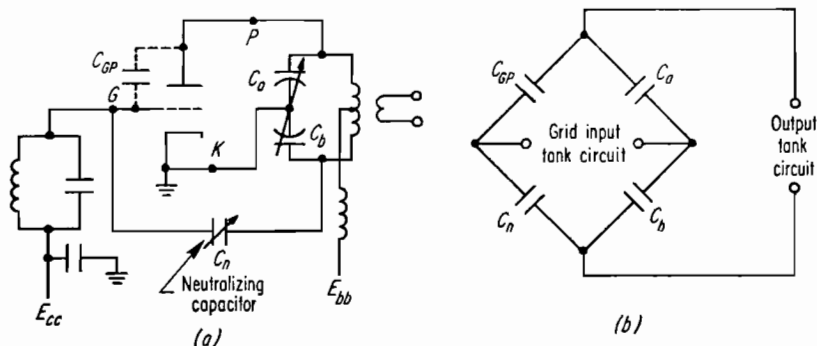 P
C_GP
C_a
G
C_b
K
C_n
Neutralizing
capacitor
E_cc
E_bb
(a)
C_GP
C_a
Grid input
tank circuit
Output
tank
circuit
C_n
C_b
(b)